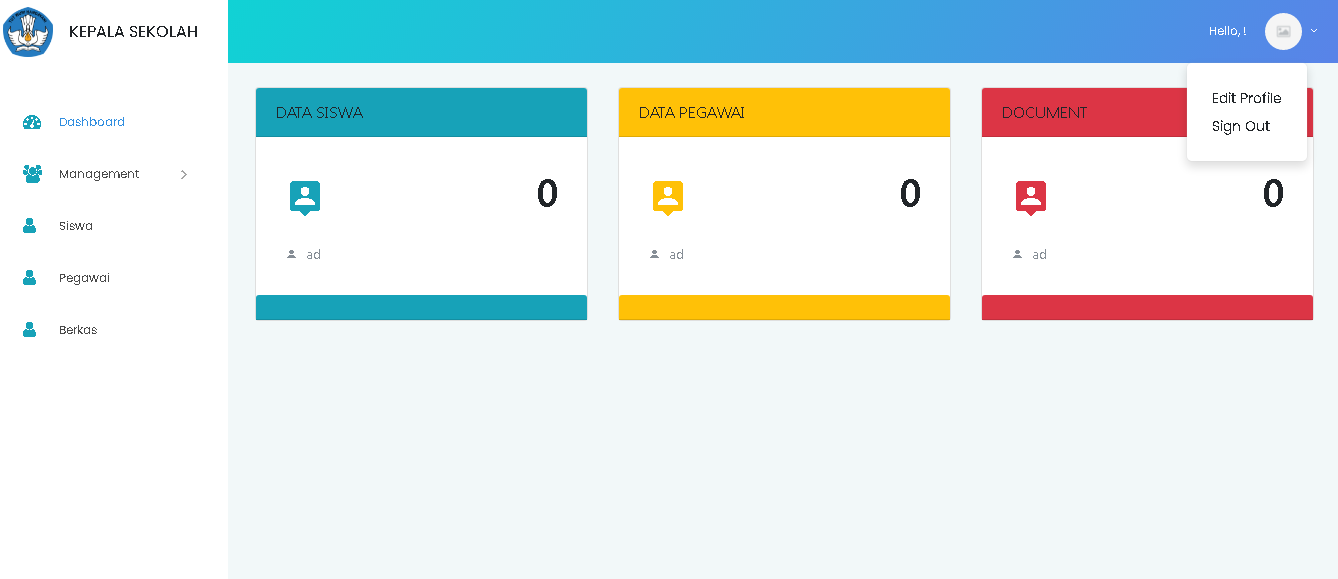 KEPALA SEKOLAH
Hello, !
Edit Profile
Sign Out
Dashboard
Management
Siswa
Pegawai
Berkas
DATA SISWA
0
ad
DATA PEGAWAI
0
ad
DOCUMENT
0
ad